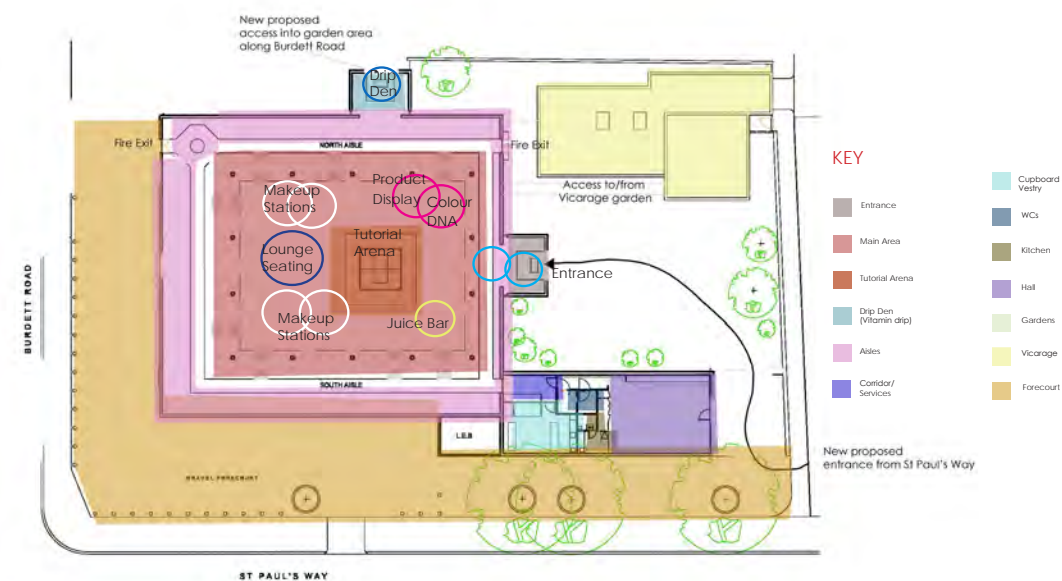 New proposed
access into garden area
along Burdett Road
Drip
Den
Fire Exit
NORTH AISLE
Fire Exit
Makeup
Stations
Product
Display
Colour
DNA
Tutorial
Arena
Lounge
Seating
Entrance
Makeup
Stations
Juice Bar
SOUTH AISLE
Access to/from
Vicarage garden
BURDETT ROAD
L.E.B
GRAVEL FORECOURT
New proposed
entrance from St Paul's Way
ST PAUL'S WAY
KEY
Entrance
Main Area
Tutorial Arena
Drip Den
(Vitamin drip)
Aisles
Corridor/
Services
Cupboard
Vestry
WCs
Kitchen
Hall
Gardens
Vicarage
Forecourt